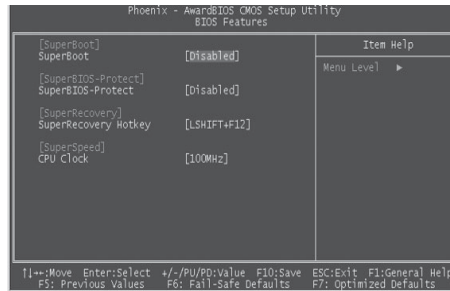 Phoenix - AwardBIOS CMOS Setup Utility
BIOS Features
[SuperBoot]
SuperBoot [Disabled]
[SuperBIOS-Protect]
SuperBIOS-Protect [Disabled]
[SuperRecovery]
SuperRecovery Hotkey [LSHIFT+F12]
[SuperSpeed]
CPU Clock [100MHz]
Item Help
Menu Level ►
↑↓→←:Move Enter:Select +/-/PU/PD:Value F10:Save ESC:Exit F1:General Help
F5: Previous Values F6: Fail-Safe Defaults F7: Optimized Defaults